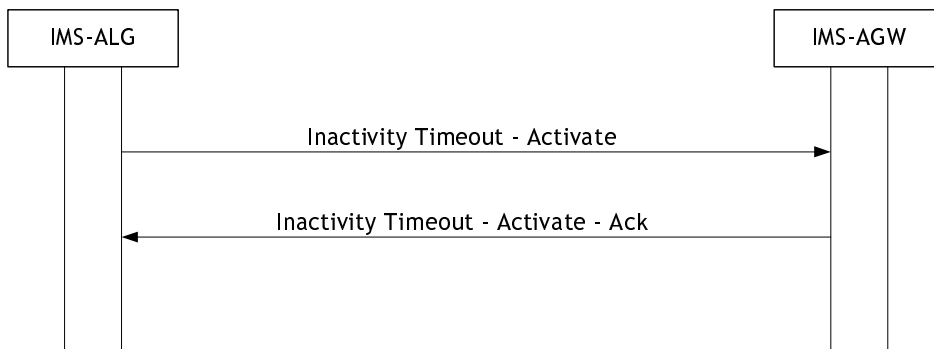 IMS-ALG
IMS-AGW
Inactivity Timeout - Activate
Inactivity Timeout - Activate - Ack